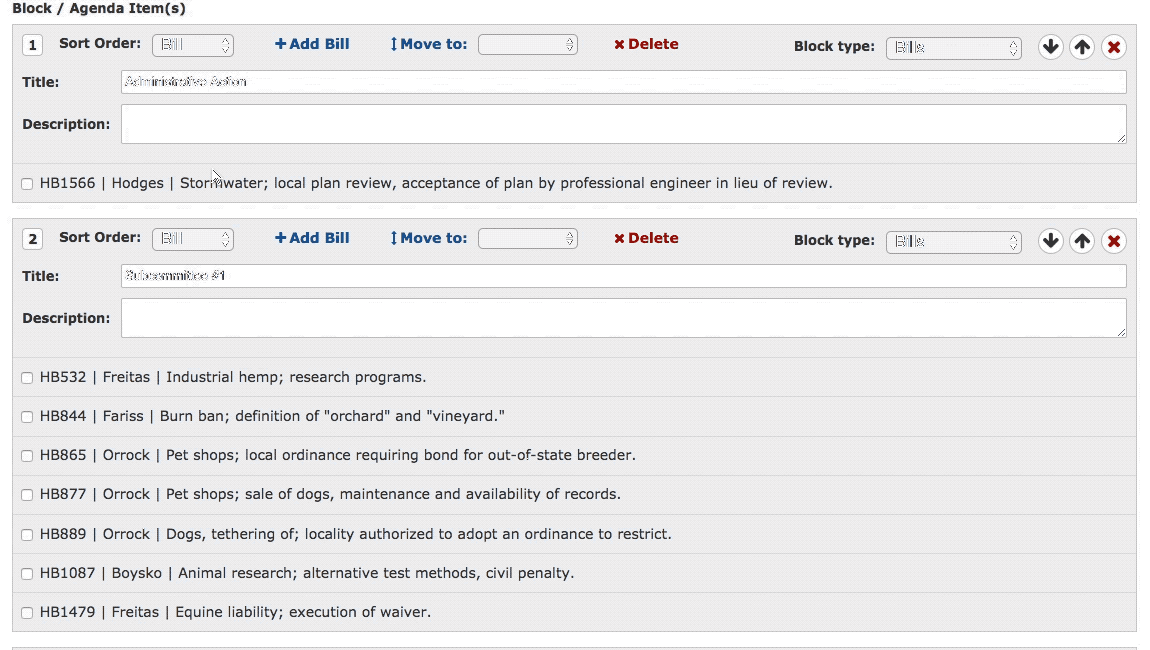 Block / Agenda Item(s)
1 Sort Order: Bill +Add Bill Move to: Delete Block type: Bills
Title: Administrative Action
Description:
HB1566 | Hodges | Stormwater; local plan review, acceptance of plan by professional engineer in lieu of review.
2 Sort Order: Bill +Add Bill Move to: Delete Block type: Bills
Title: Subcommittee #1
Description:
HB532 | Freitas | Industrial hemp; research programs.
HB844 | Fariss | Burn ban; definition of "orchard" and "vineyard."
HB865 | Orrock | Pet shops; local ordinance requiring bond for out-of-state breeder.
HB877 | Orrock | Pet shops; sale of dogs, maintenance and availability of records.
HB889 | Orrock | Dogs, tethering of; locality authorized to adopt an ordinance to restrict.
HB1087 | Boysko | Animal research; alternative test methods, civil penalty.
HB1479 | Freitas | Equine liability; execution of waiver.